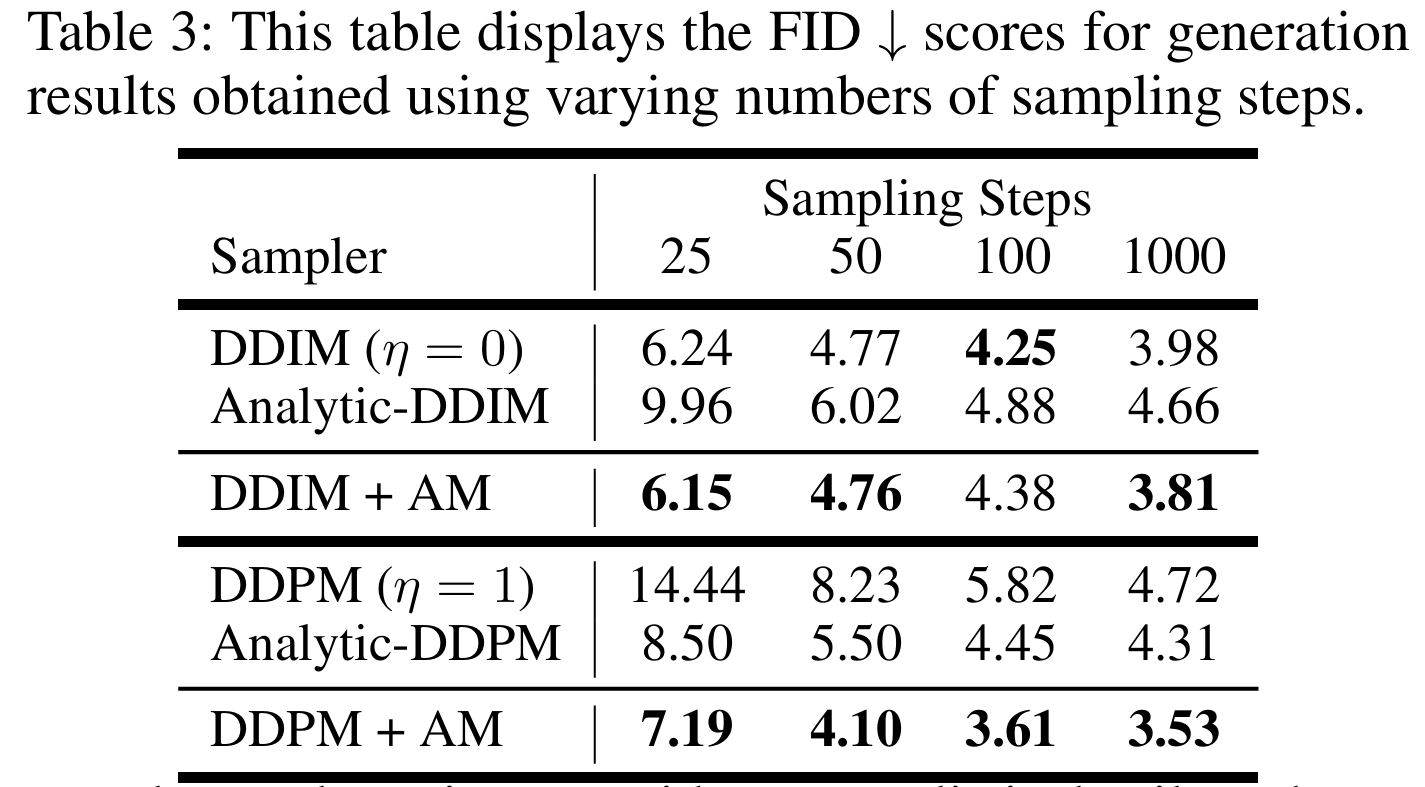 Table 3: This table displays the FID ↓ scores for generation
results obtained using varying numbers of sampling steps.
Sampling Steps
Sampler 25 50 100 1000
DDIM (η = 0) 6.24 4.77 4.25 3.98
Analytic-DDIM 9.96 6.02 4.88 4.66
DDIM + AM 6.15 4.76 4.38 3.81
DDPM (η = 1) 14.44 8.23 5.82 4.72
Analytic-DDPM 8.50 5.50 4.45 4.31
DDPM + AM 7.19 4.10 3.61 3.53